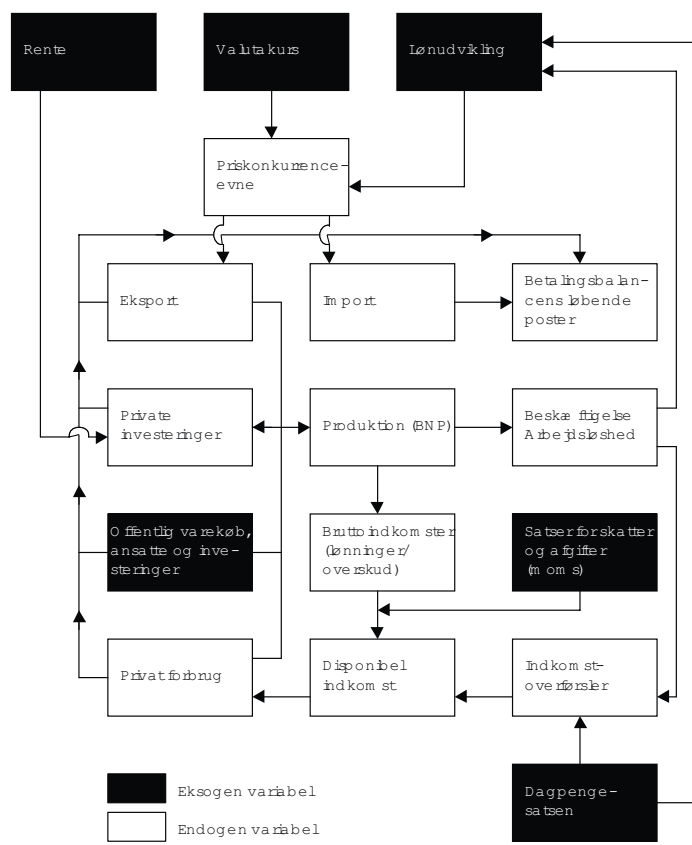 Rente
Valutakurs
Lønudvikling
Priskonkurrence-
evne
Eksport
Import
Betalingsbalan-
cens løbende
poster
Private
investeringer
Produktion (BNP)
Beskæftigelse
Arbejdsløshed
Offentlig varekøb,
ansatte og inve-
steringer
Bruttoindkomster
(lønninger/
overskud)
Satser for skatter
og afgifter
(moms)
Privat forbrug
Disponibel
indkomst
Indkomst-
overførsler
Eksogen variabel
Endogen variabel
Dagpenge-
satsen